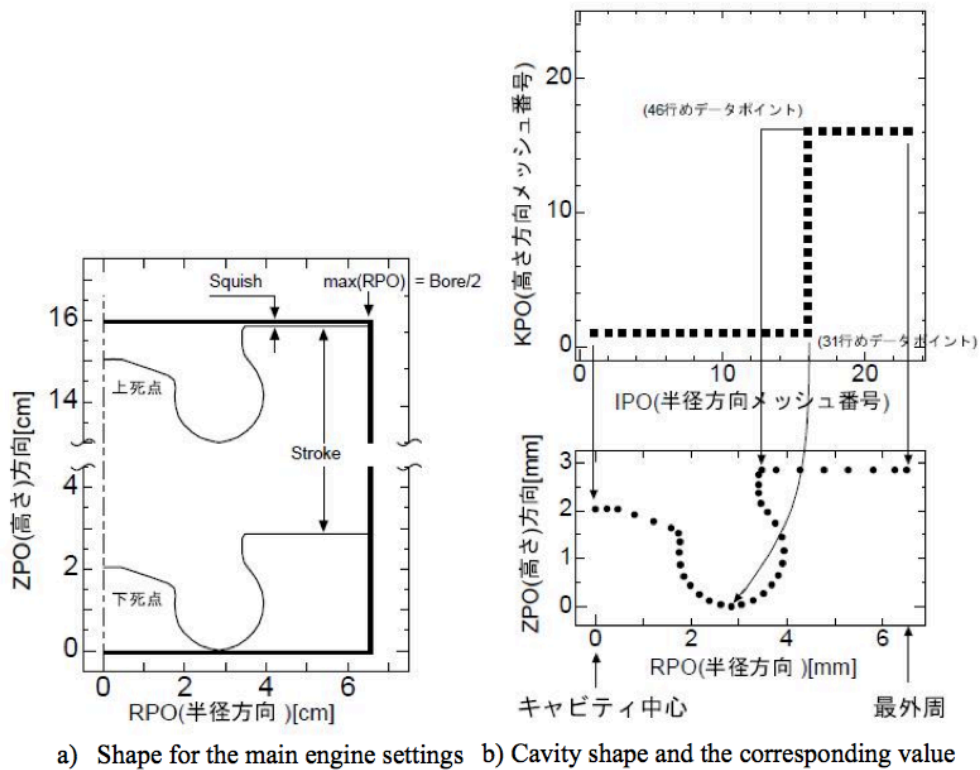 Squish
max(RPO) = Bore/2
16
14
4
2
0
上死点
下死点
Stroke
ZPO(高さ)方向[cm]
0 2 4 6
RPO(半径方向 )[cm]
a) Shape for the main engine settings
20
10
0
KPO(高さ方向メッシュ番号)
(46行めデータポイント)
(31行めデータポイント)
0 10 20
IPO(半径方向メッシュ番号)
3
2
1
0
ZPO(高さ)方向[mm]
0 2 4 6
RPO(半径方向 )[mm]
キャビティ中心
最外周
b) Cavity shape and the corresponding value